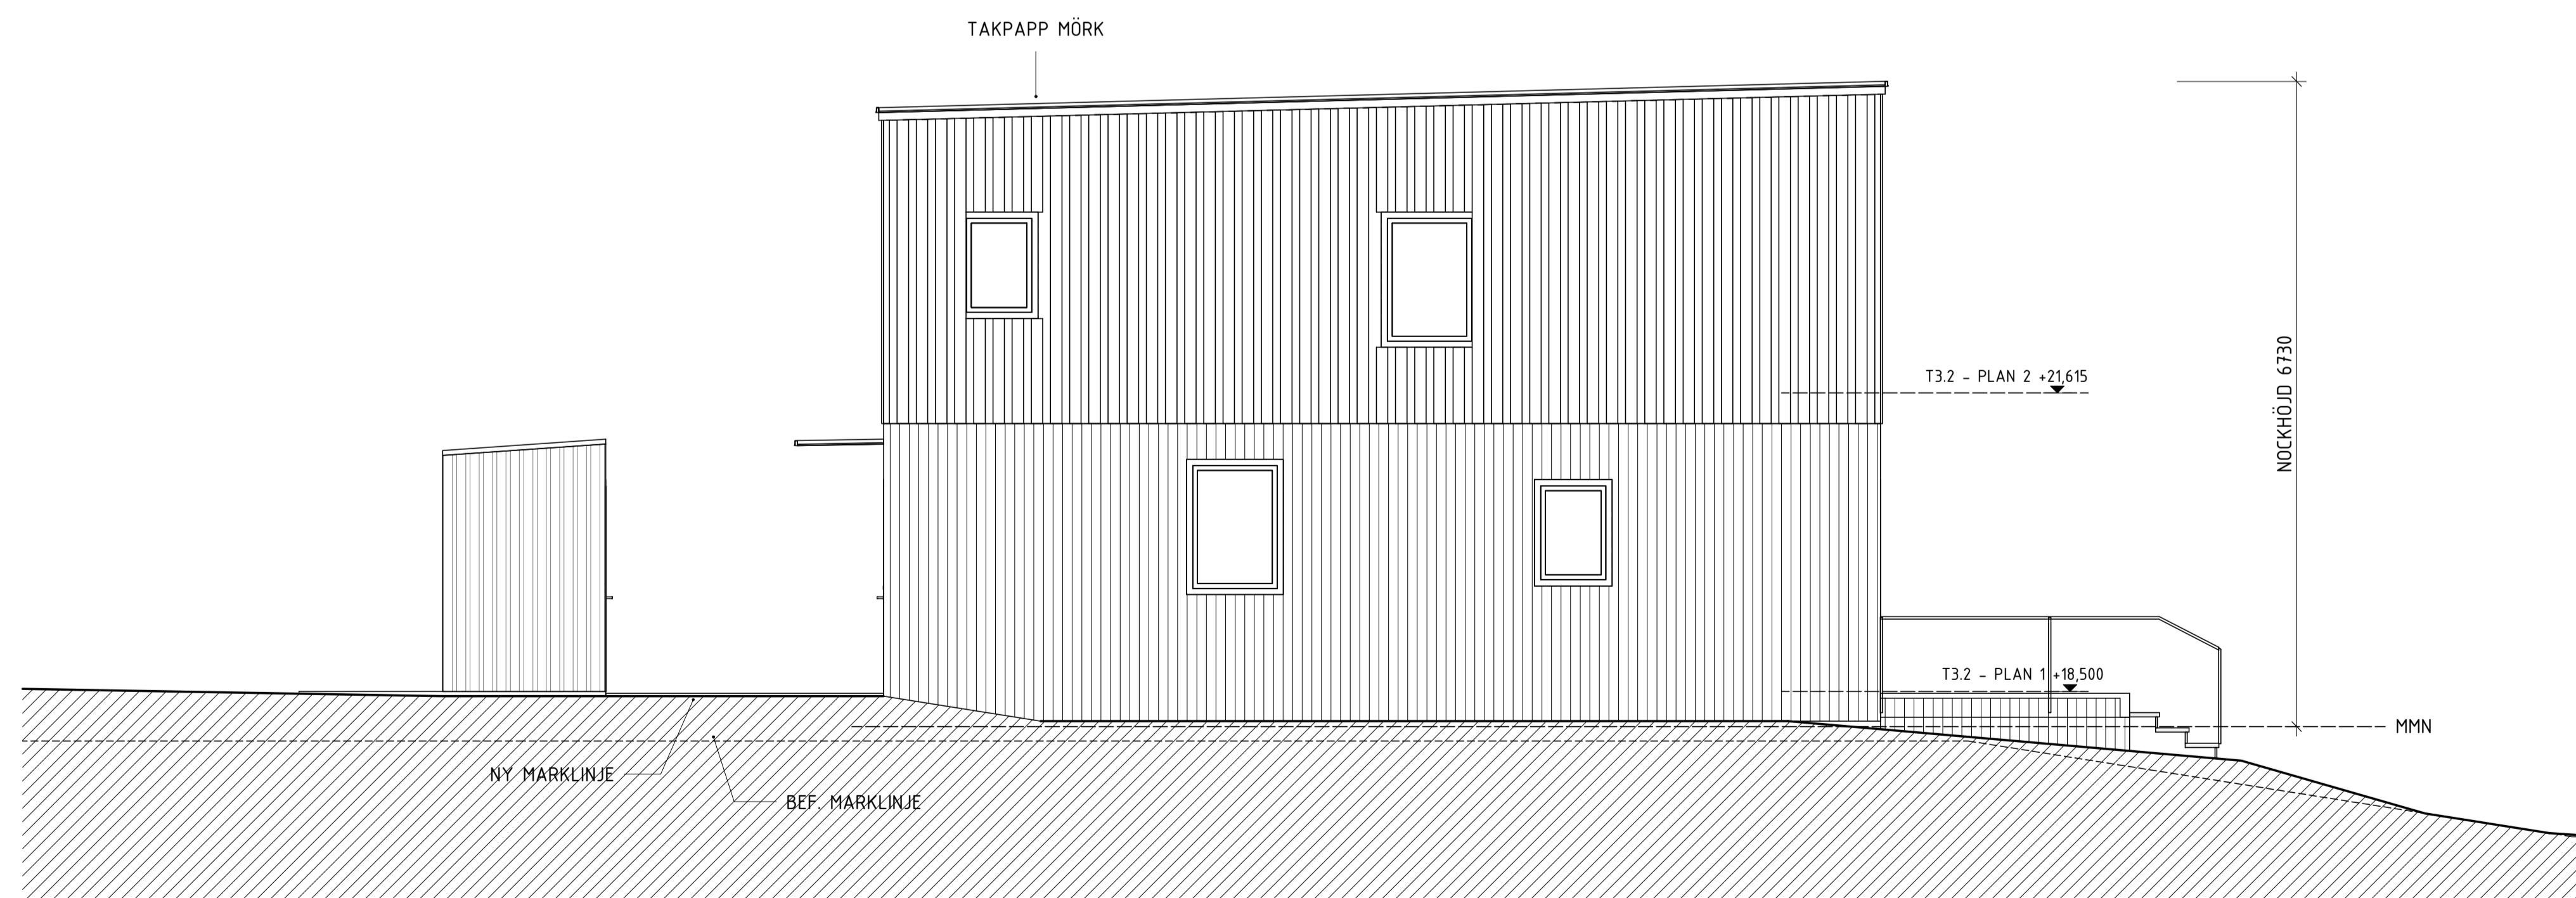 TAKPAPP MÖRK
T3.2 - PLAN 2 +21,615
NOCKHÖJD 6730
T3.2 - PLAN 1 +18,500
MMN
NY MARKLINJE
BEF. MARKLINJE